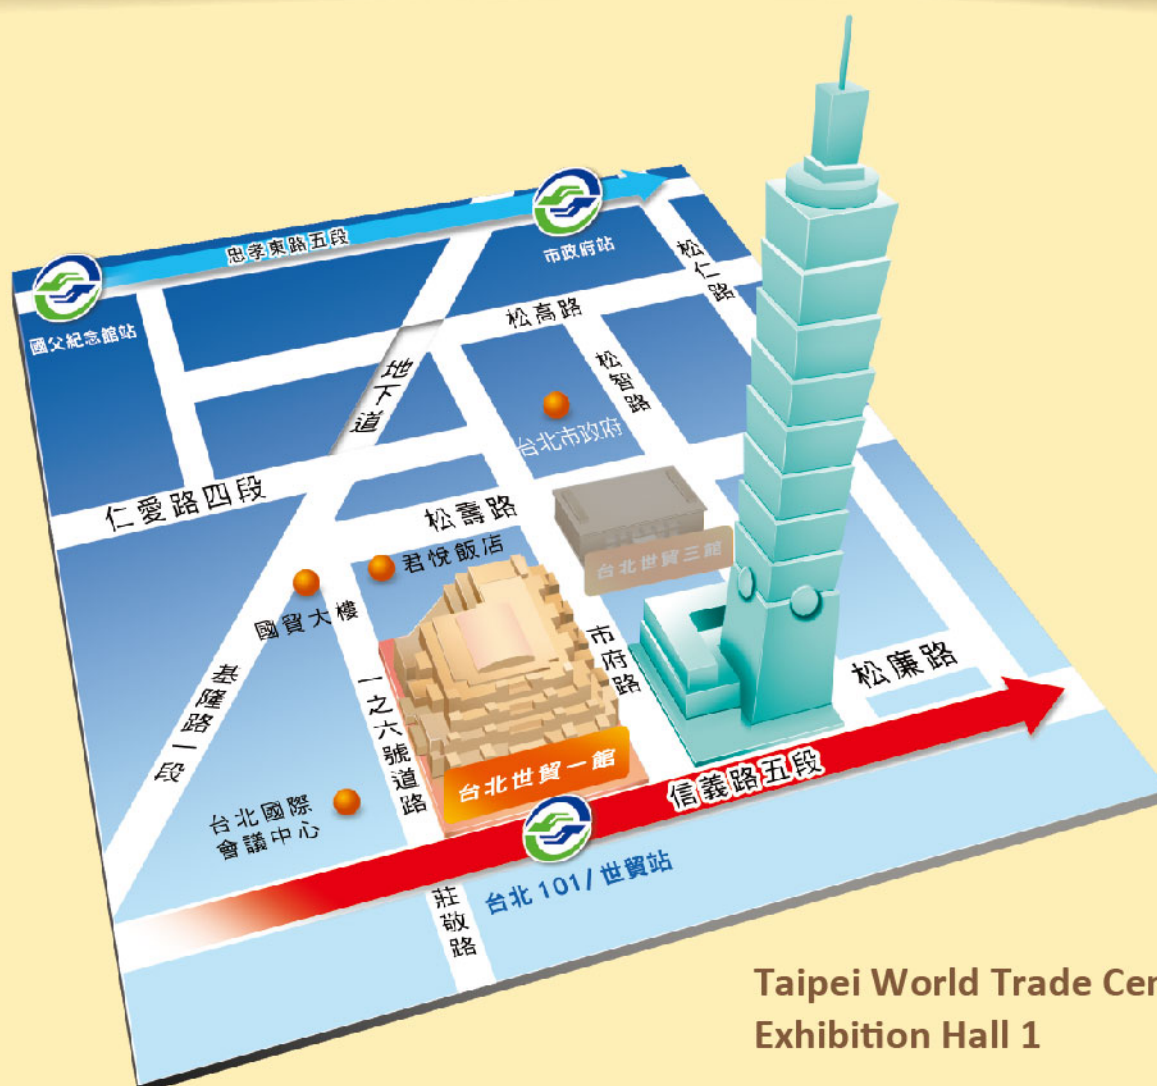 忠孝東路五段
市政府站
國父紀念館站
松仁路
松高路
地下道
松智路
台北市政府
仁愛路四段
松壽路
君悅飯店
台北世貿三館
國貿大樓
市府路
松廉路
基隆路一段
一之六號道路
台北世貿一館
信義路五段
台北國際
會議中心
台北 101/世貿站
莊敬路
Taipei World Trade Cen
Exhibition Hall 1